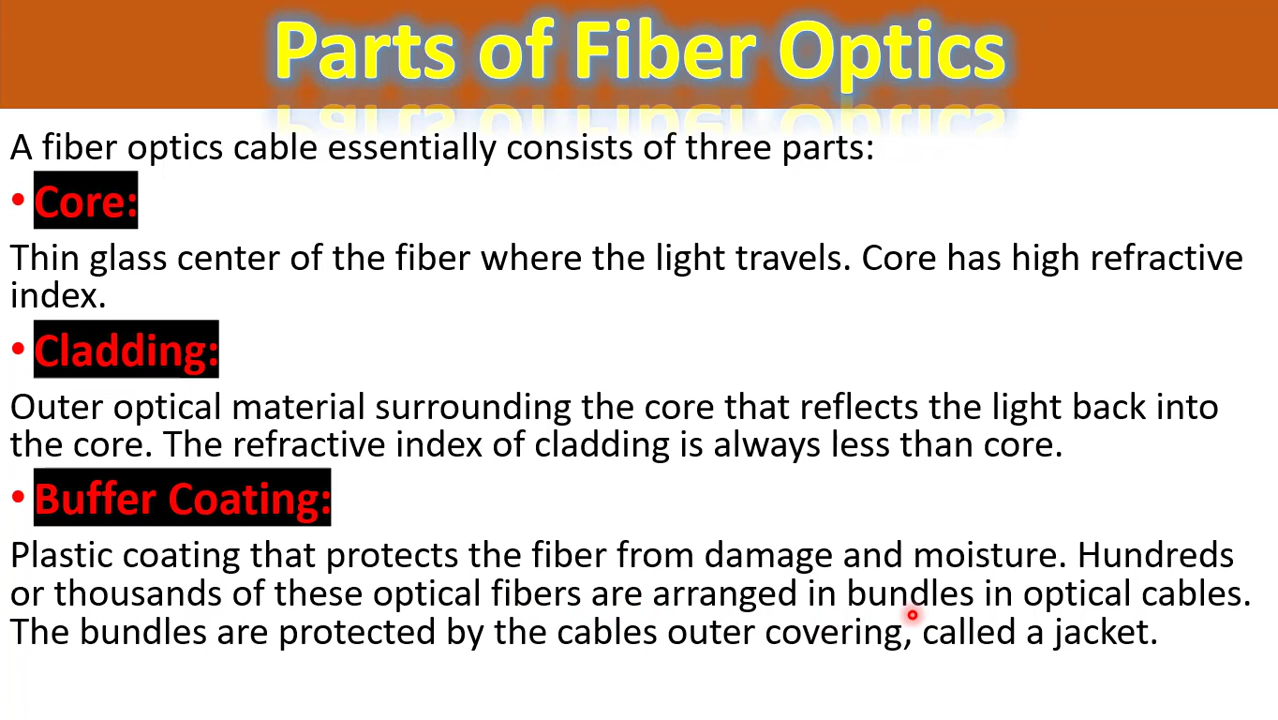 Parts of Fiber Optics
A fiber optics cable essentially consists of three parts:
• Core:
Thin glass center of the fiber where the light travels. Core has high refractive
index.
• Cladding:
Outer optical material surrounding the core that reflects the light back into
the core. The refractive index of cladding is always less than core.
• Buffer Coating:
Plastic coating that protects the fiber from damage and moisture. Hundreds
or thousands of these optical fibers are arranged in bundles in optical cables.
The bundles are protected by the cables outer covering, called a jacket.